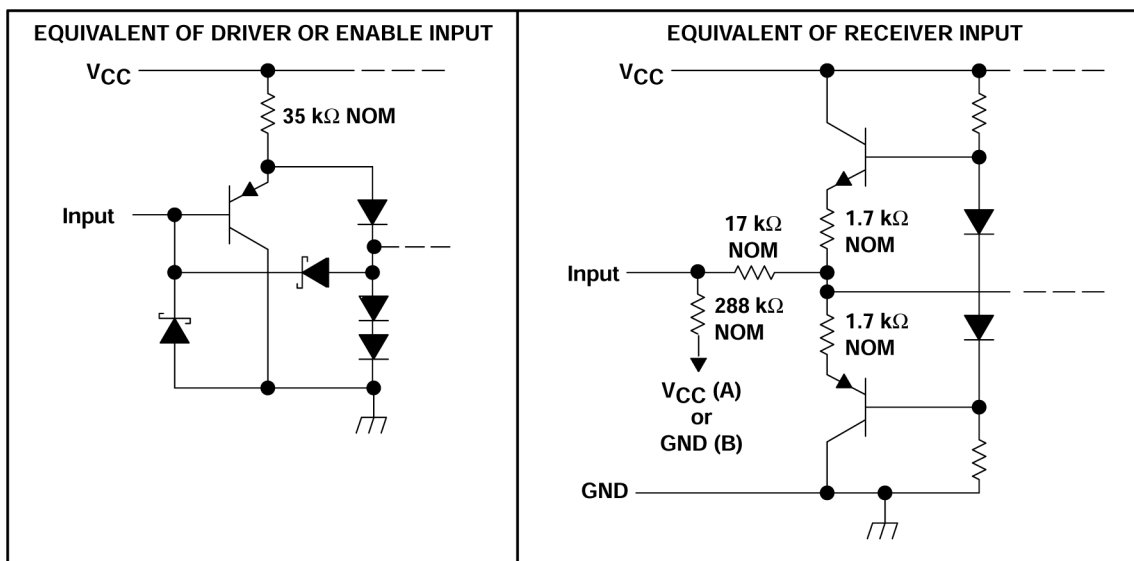 EQUIVALENT OF DRIVER OR ENABLE INPUT
VCC
35 kΩ NOM
Input
EQUIVALENT OF RECEIVER INPUT
VCC
17 kΩ
NOM
1.7 kΩ
NOM
Input
288 kΩ
NOM
1.7 kΩ
NOM
VCC (A)
or
GND (B)
GND